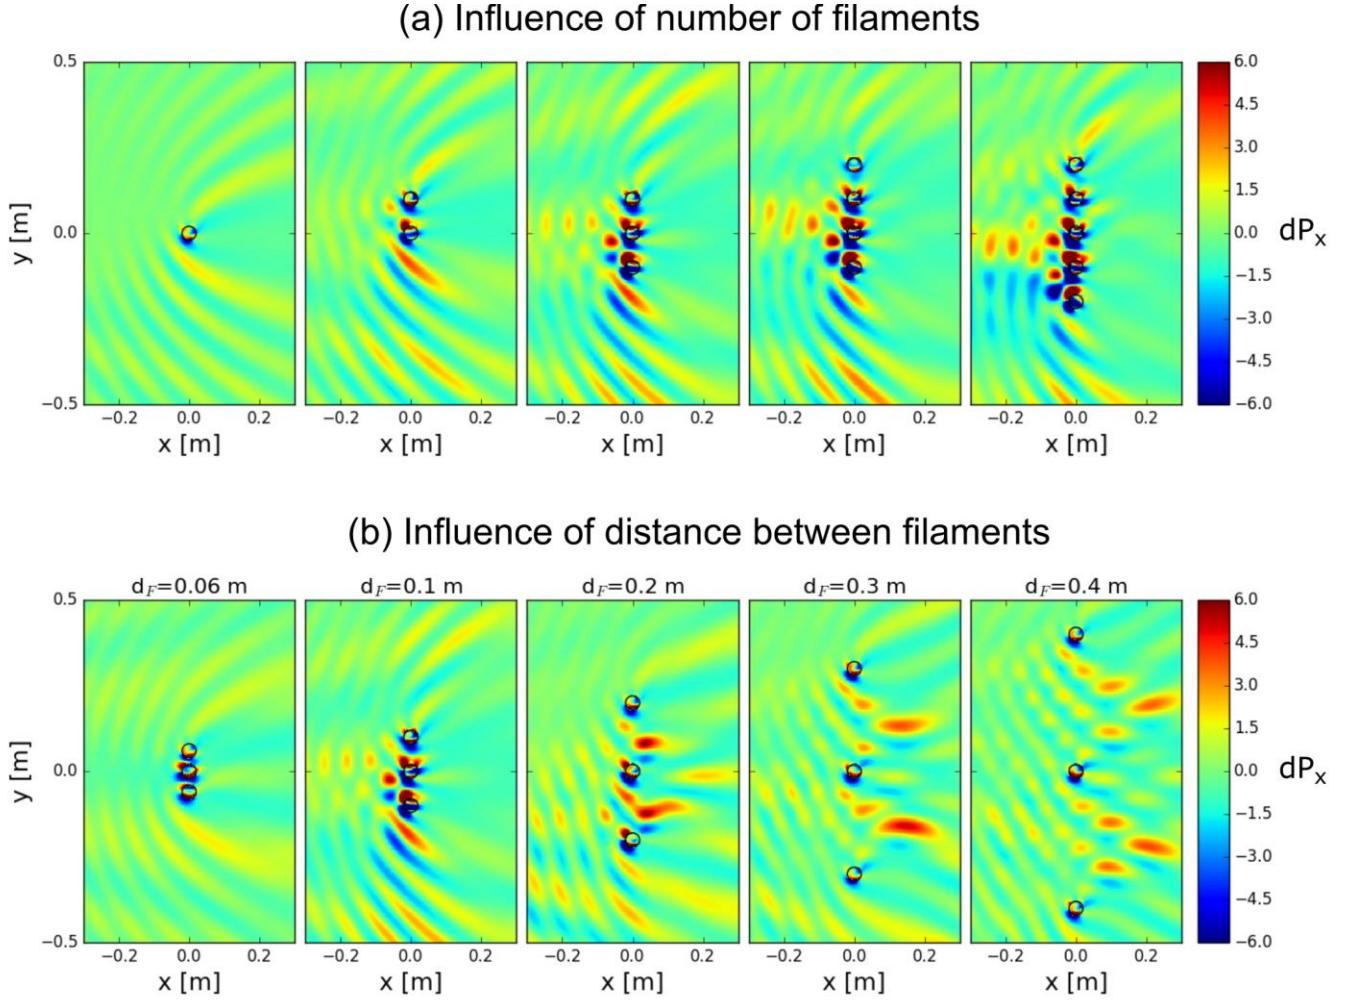 (a) Influence of number of filaments
0.5
0.0
−0.5
y [m]
−0.2 0.0 0.2
−0.2 0.0 0.2
−0.2 0.0 0.2
−0.2 0.0 0.2
−0.2 0.0 0.2
x [m]
x [m]
x [m]
x [m]
x [m]
6.0
4.5
3.0
1.5
0.0
−1.5
−3.0
−4.5
−6.0
dPx
(b) Influence of distance between filaments
dF=0.06 m
dF=0.1 m
dF=0.2 m
dF=0.3 m
dF=0.4 m
0.5
0.0
−0.5
y [m]
−0.2 0.0 0.2
−0.2 0.0 0.2
−0.2 0.0 0.2
−0.2 0.0 0.2
−0.2 0.0 0.2
x [m]
x [m]
x [m]
x [m]
x [m]
6.0
4.5
3.0
1.5
0.0
−1.5
−3.0
−4.5
−6.0
dPx